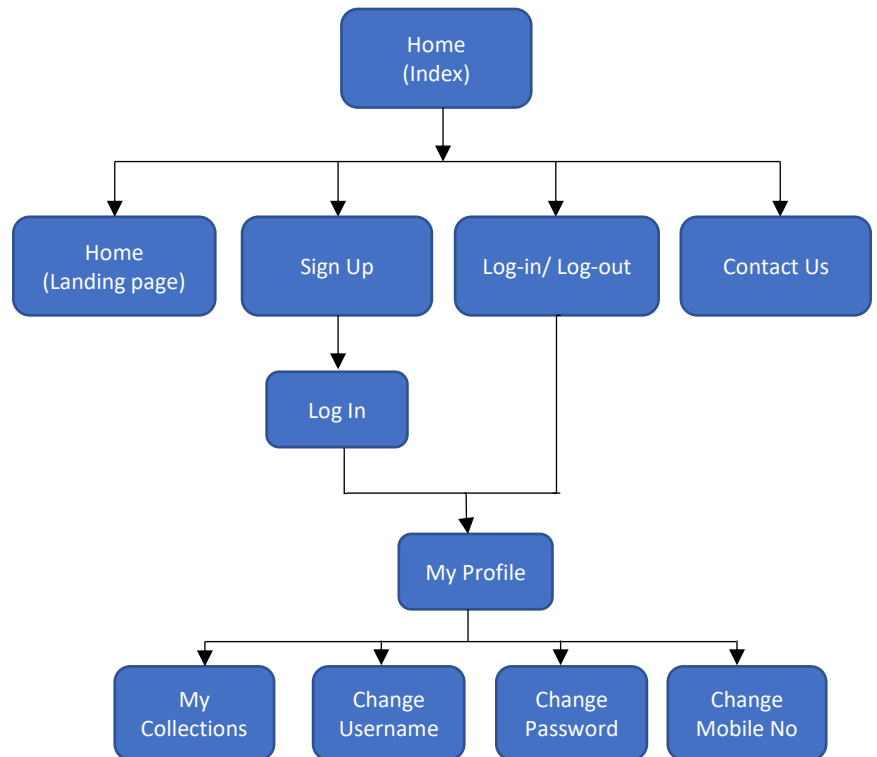 Home
(Index)
Home
(Landing page)
Sign Up
Log-in/ Log-out
Contact Us
Log In
My Profile
My
Collections
Change
Username
Change
Password
Change
Mobile No